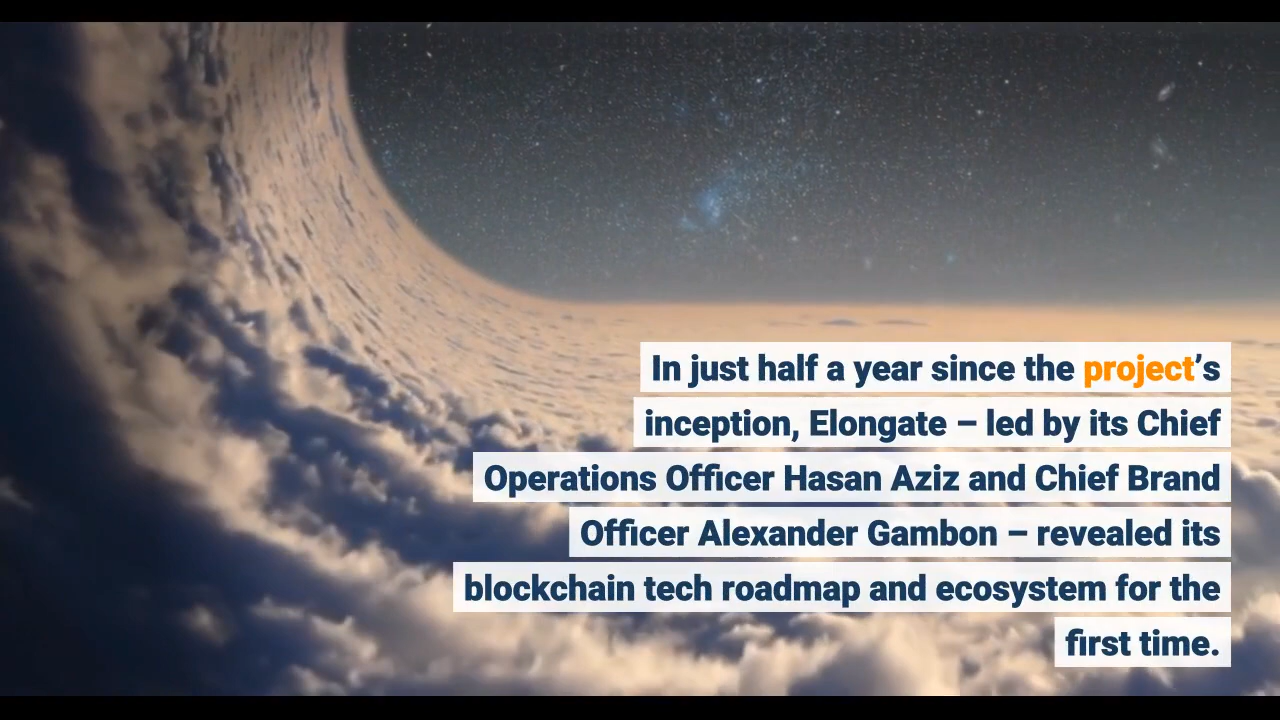 In just half a year since the project’s
inception, Elongate – led by its Chief
Operations Officer Hasan Aziz and Chief Brand
Officer Alexander Gambon – revealed its
blockchain tech roadmap and ecosystem for the
first time.